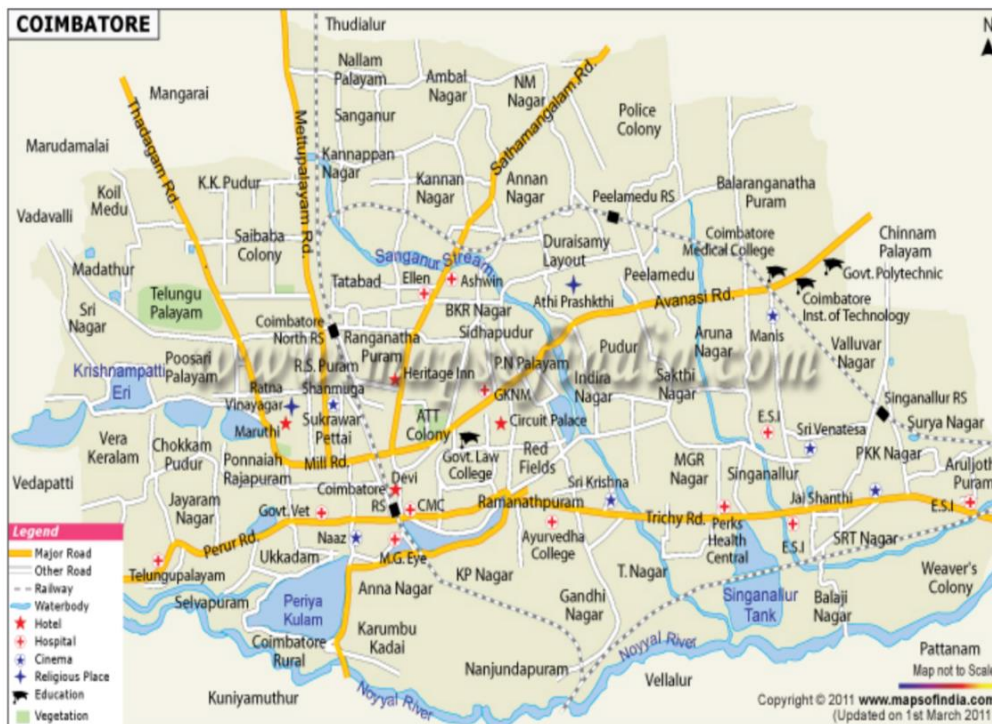 COIMBATORE
Thudialur
N
Nallam
Palayam
Ambal
Nagar
NM
Nagar
Mangarai
Thadagam Rd.
Mettupalayam Rd.
Sathamangalam Rd.
Sanganur
Police
Colony
Marudamalai
Kannappan
Nagar
K.K. Pudur
Koil
Medu
Kannan
Nagar
Annan
Nagar
Peelamedu RS
Balaranganatha
Puram
Vadavalli
Saibaba
Colony
Duraisamy
Layout
Coimbatore
Medical College
Chinnam
Palayam
Sanganur Stream
Madathur
Tatabad
Ellen
Ashwin
Peelamedu
Govt. Polytechnic
Telungu
Palayam
Sri
Nagar
Athi Prashkthi
Avanasi Rd.
Coimbatore
Inst. of Technology
BKR Nagar
Coimbatore
North RS
Ranganatha
Puram
Sidhapudur
Pudur
Aruna
Nagar
Manis
Valluvar
Nagar
www.mapsofindia.com
Poosari
Palayam
R.S. Puram
P.N Palayam
Krishnampatti
Eri
Heritage Inn
Indira
Nagar
Sakthi
Nagar
Ratna
Vinayagar
Shanmuga
GKNM
Singanallur RS
Sukrawar
Pettai
ATT
Colony
Circuit Palace
E.S.I
Sri Venatesa
Surya Nagar
Maruthi
Vera
Keralam
Chokkam
Pudur
Ponnaiah
Rajapuram
Mill Rd.
Govt. Law
College
Red
Fields
MGR
Nagar
Singanallur
PKK Nagar
Aruljoth
Puram
Vedapatti
Devi
Coimbatore
RS
Sri Krishna
Jai Shanthi
Jayaram
Nagar
Govt.Vet
CMC
Ramanathpuram
Trichy Rd.
Perks
Health
Central
E.S.I
E.S.I
SRT Nagar
Perur Rd.
Naaz
M.G. Eye
Ayurvedha
College
Ukkadam
Telungupalayam
Anna Nagar
KP Nagar
T. Nagar
Weaver's
Colony
Selvapuram
Periya
Kulam
Gandhi
Nagar
Singanallur
Tank
Balaji
Nagar
Coimbatore
Rural
Karumbu
Kadai
Noyyal River
Nanjundapuram
Pattanam
Kuniyamuthur
Noyyal River
Vellalur
Legend
Major Road
Other Road
Railway
Waterbody
Hotel
Hospital
Cinema
Religious Place
Education
Vegetation
Map not to Scale
Copyright © 2011 www.mapsofindia.com
(Updated on 1st March 2011